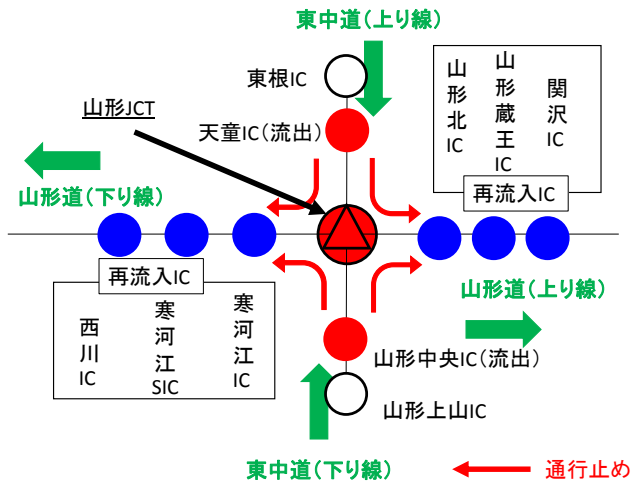 東中道（上り線）
東根IC
山形北IC
山形蔵王IC
関沢IC
山形JCT
天童IC（流出）
山形道（下り線）
再流入IC
再流入IC
山形道（上り線）
西川IC
寒河江SIC
寒河江IC
山形中央IC（流出）
山形上山IC
東中道（下り線）
通行止め